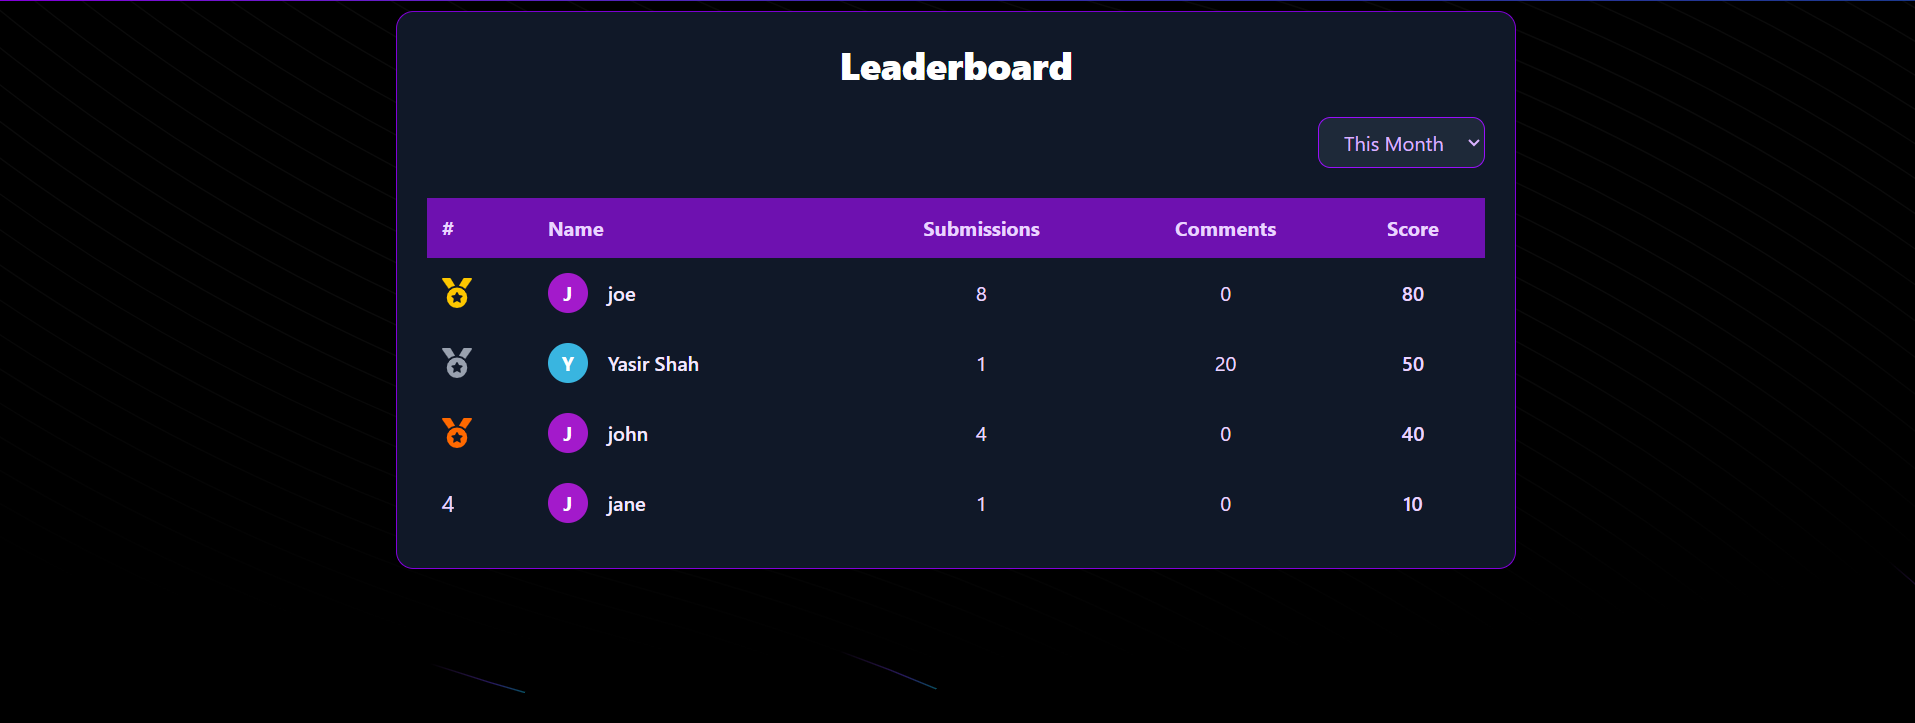 Leaderboard
This Month
# Name Submissions Comments Score
J joe 8 0 80
Y Yasir Shah 1 20 50
J john 4 0 40
4 J jane 1 0 10